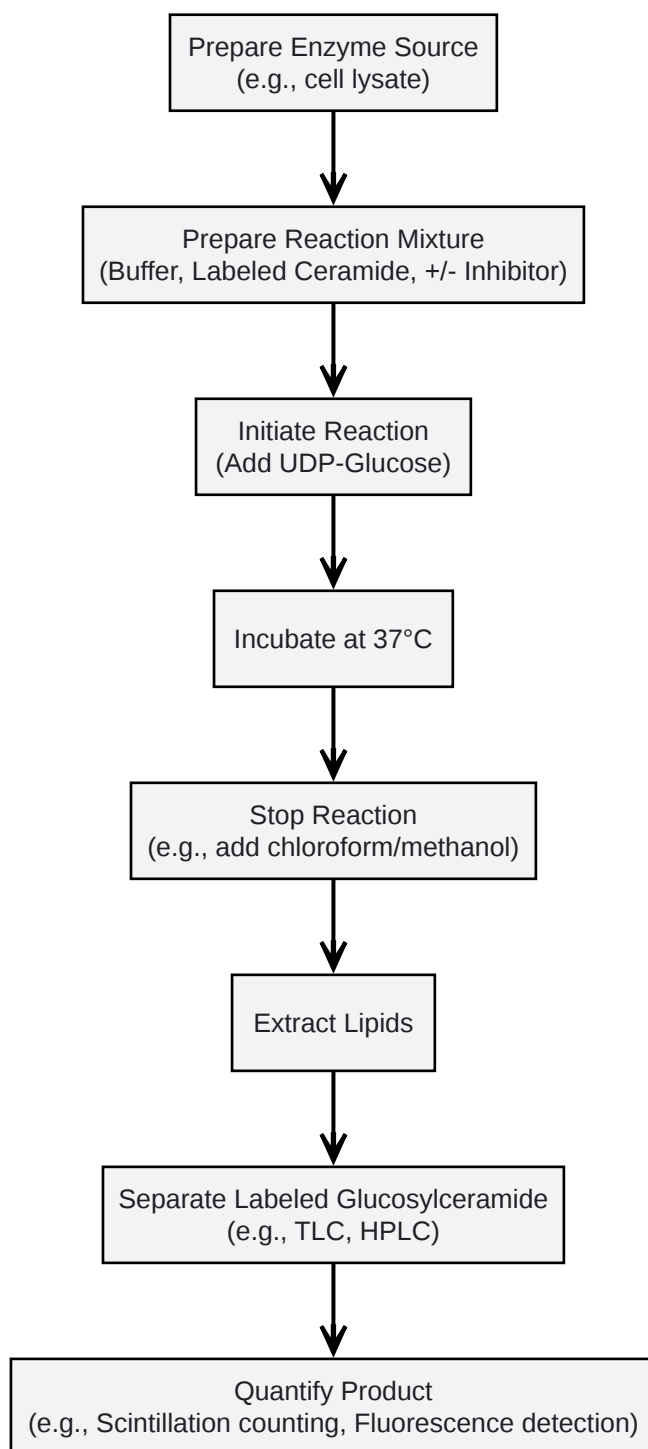 Prepare Enzyme Source
(e.g., cell lysate)
Prepare Reaction Mixture
(Buffer, Labeled Ceramide, +/- Inhibitor)
Initiate Reaction
(Add UDP-Glucose)
Incubate at 37°C
Stop Reaction
(e.g., add chloroform/methanol)
Extract Lipids
Separate Labeled Glucosylceramide
(e.g., TLC, HPLC)
Quantify Product
(e.g., Scintillation counting, Fluorescence detection)